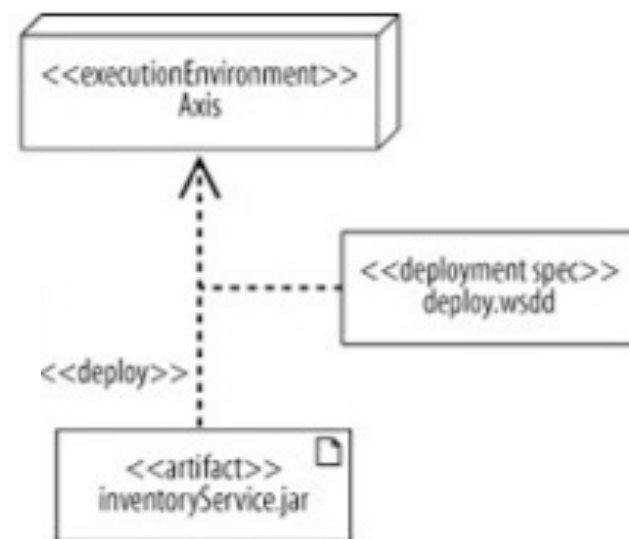 <<executionEnvironment>>
Axis
<<deployment spec>>
deploy.wsdd
<<deploy>>
<<artifact>>
inventoryService.jar